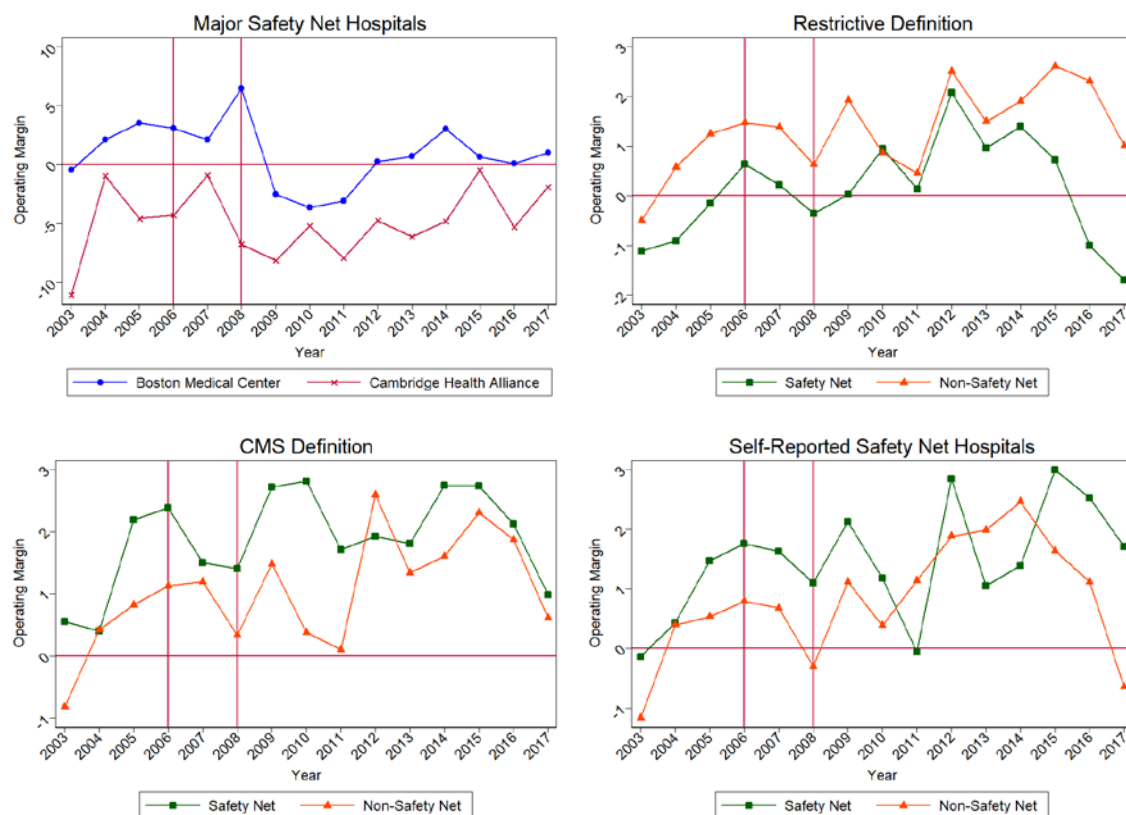 Major Safety Net Hospitals
Operating Margin
10
5
0
-5
-10
2003 2004 2005 2006 2007 2008 2009 2010 2011 2012 2013 2014 2015 2016 2017
Year
Boston Medical Center Cambridge Health Alliance
Restrictive Definition
Operating Margin
3
2
1
0
-1
-2
2003 2004 2005 2006 2007 2008 2009 2010 2011 2012 2013 2014 2015 2016 2017
Year
Safety Net Non-Safety Net
CMS Definition
Operating Margin
3
2
1
0
-1
2003 2004 2005 2006 2007 2008 2009 2010 2011 2012 2013 2014 2015 2016 2017
Year
Safety Net Non-Safety Net
Self-Reported Safety Net Hospitals
Operating Margin
3
2
1
0
-1
2003 2004 2005 2006 2007 2008 2009 2010 2011 2012 2013 2014 2015 2016 2017
Year
Safety Net Non-Safety Net